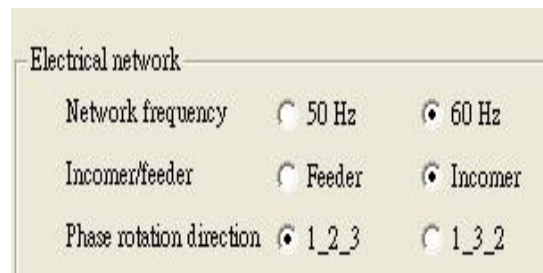 Electrical network
Network frequency 50 Hz 60 Hz
Incomer/feeder Feeder Incomer
Phase rotation direction 1_2_3 1_3_2